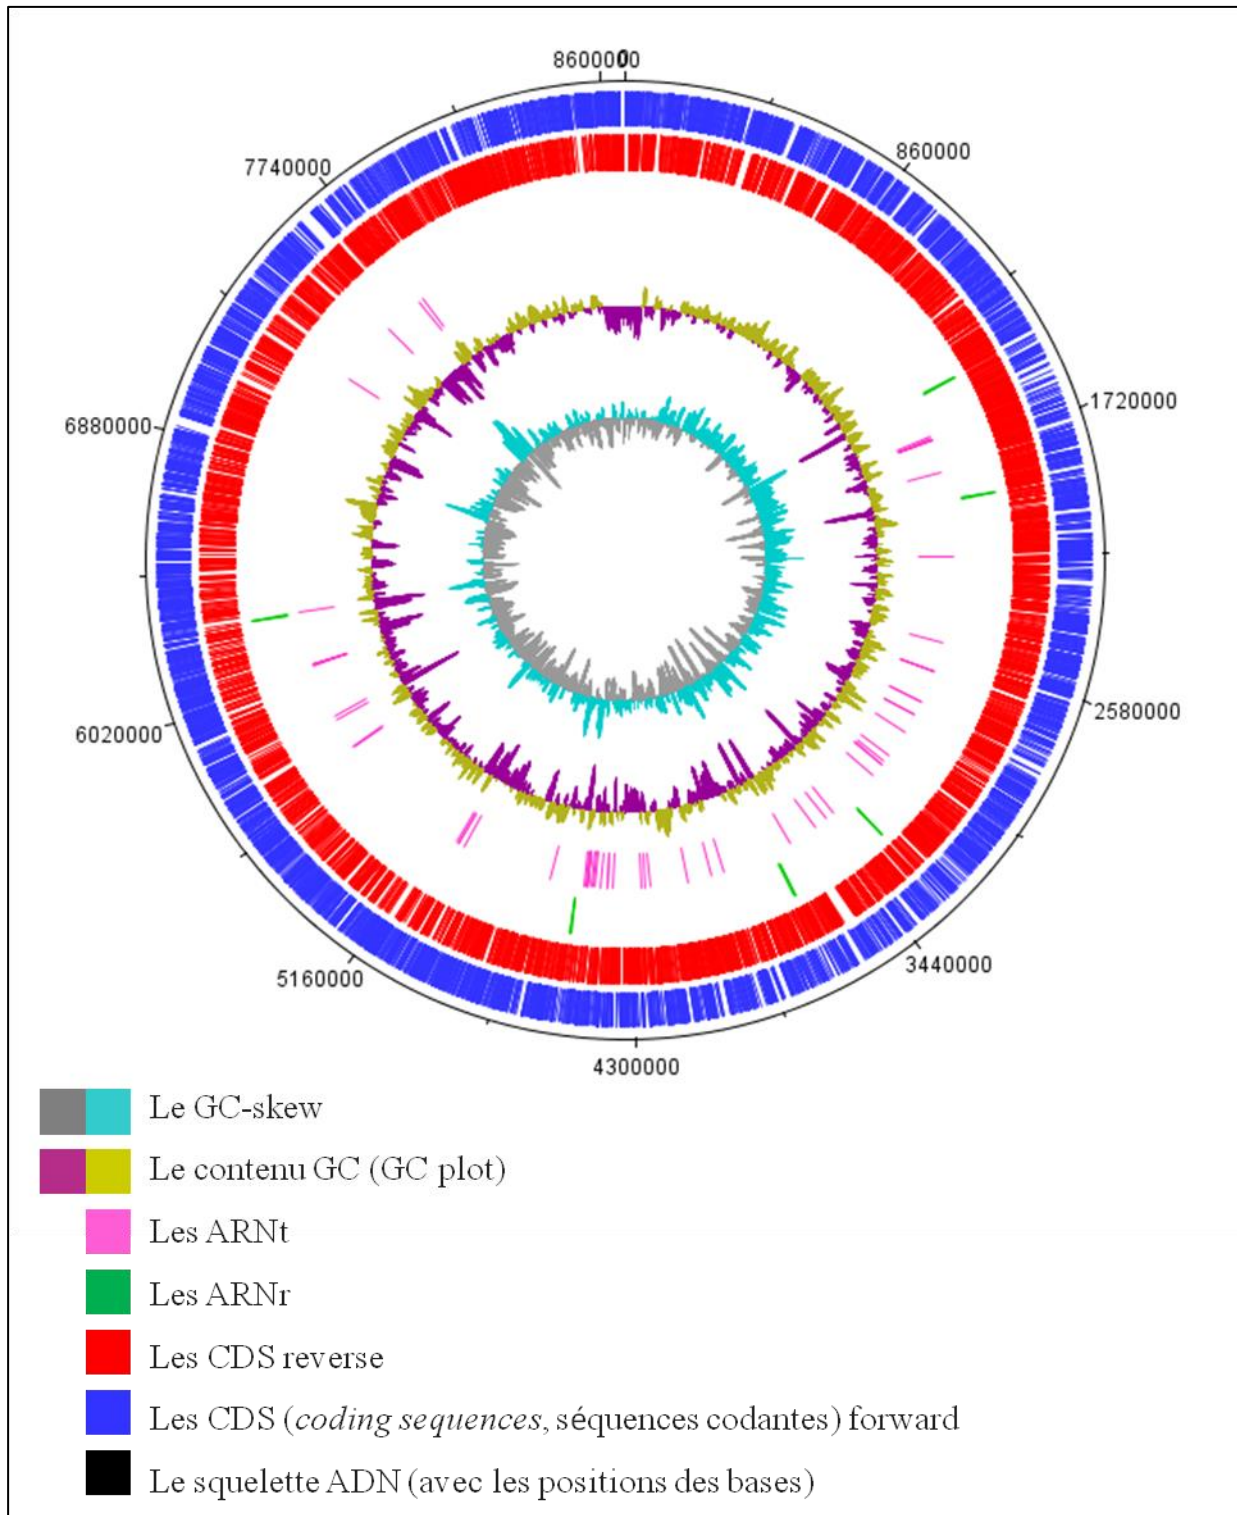 8600000
0
860000
7740000
1720000
6880000
2580000
6020000
3440000
5160000
4300000
Le GC-skew
Le contenu GC (GC plot)
Les ARNt
Les ARNr
Les CDS reverse
Les CDS (coding sequences, séquences codantes) forward
Le squelette ADN (avec les positions des bases)